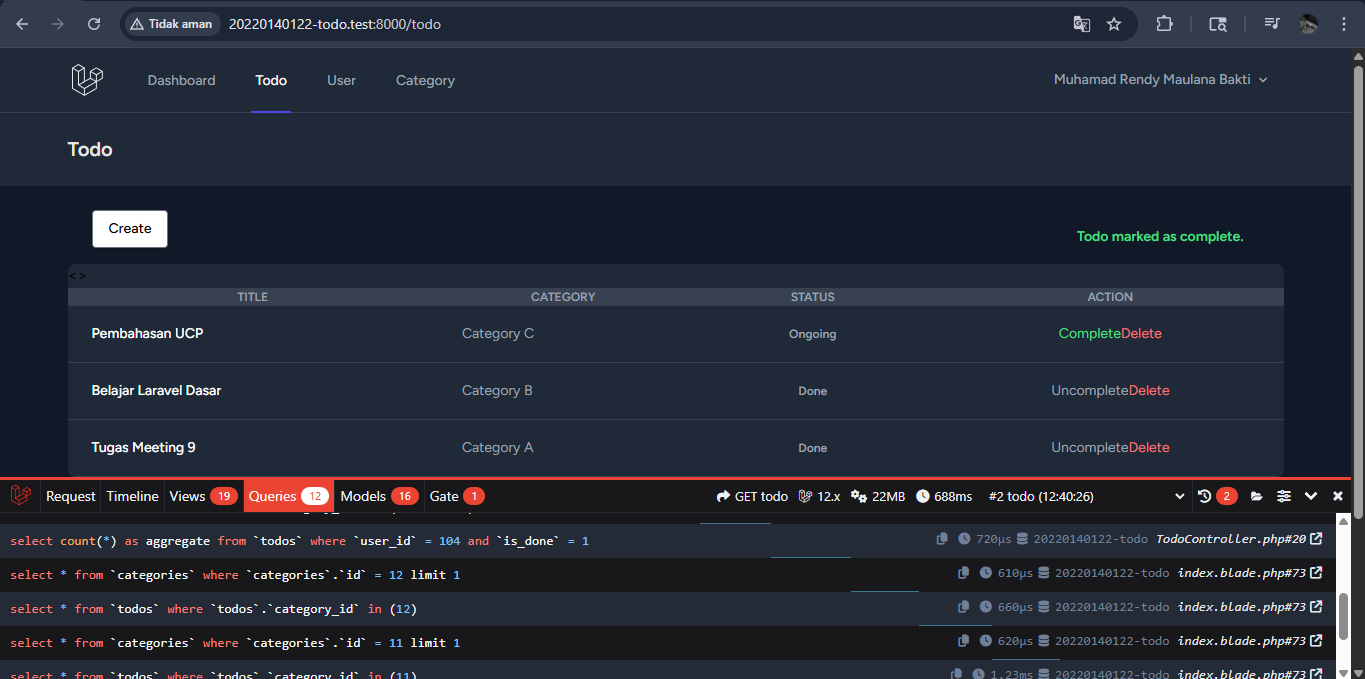 Tidak aman 20220140122-todo.test:8000/todo
Dashboard Todo User Category Muhamad Rendy Maulana Bakti
Todo
Create
Todo marked as complete.
< >
TITLE CATEGORY STATUS ACTION
Pembahasan UCP Category C Ongoing CompleteDelete
Belajar Laravel Dasar Category B Done UncompleteDelete
Tugas Meeting 9 Category A Done UncompleteDelete
Request Timeline Views 19 Queries 12 Models 16 Gate 1 GET todo 12.x 22MB 688ms #2 todo (12:40:26) 2
select count(*) as aggregate from `todos` where `user_id` = 104 and `is_done` = 1 720μs 20220140122-todo TodoController.php#20
select * from `categories` where `categories`.`id` = 12 limit 1 610μs 20220140122-todo index.blade.php#73
select * from `todos` where `todos`.`category_id` in (12) 660μs 20220140122-todo index.blade.php#73
select * from `categories` where `categories`.`id` = 11 limit 1 620μs 20220140122-todo index.blade.php#73
select * from `todos` where `todos`.`category_id` in (11) 1.23ms 20220140122-todo index.blade.php#73